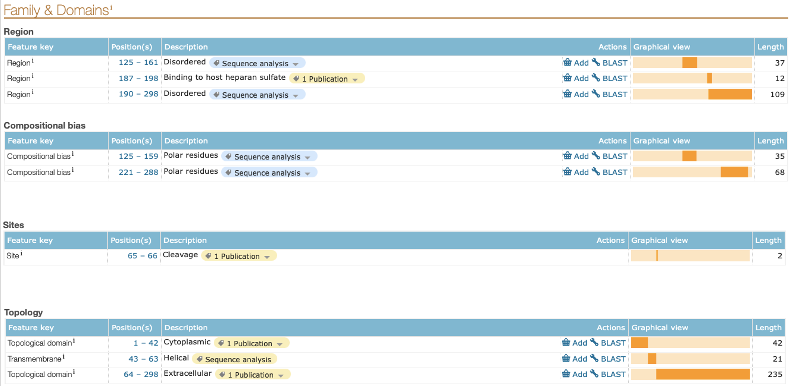 Family & Domains i
Region
Feature key Position(s) Description Actions Graphical view Length
Region i 125 – 161 Disordered Sequence analysis Add BLAST 37
Region i 187 – 198 Binding to host heparan sulfate 1 Publication Add BLAST 12
Region i 190 – 298 Disordered Sequence analysis Add BLAST 109
Compositional bias
Feature key Position(s) Description Actions Graphical view Length
Compositional bias i 125 – 159 Polar residues Sequence analysis Add BLAST 35
Compositional bias i 221 – 288 Polar residues Sequence analysis Add BLAST 68
Sites
Feature key Position(s) Description Actions Graphical view Length
Site i 65 – 66 Cleavage 1 Publication 2
Topology
Feature key Position(s) Description Actions Graphical view Length
Topological domain i 1 – 42 Cytoplasmic 1 Publication Add BLAST 42
Transmembrane i 43 – 63 Helical Sequence analysis Add BLAST 21
Topological domain i 64 – 298 Extracellular 1 Publication Add BLAST 235